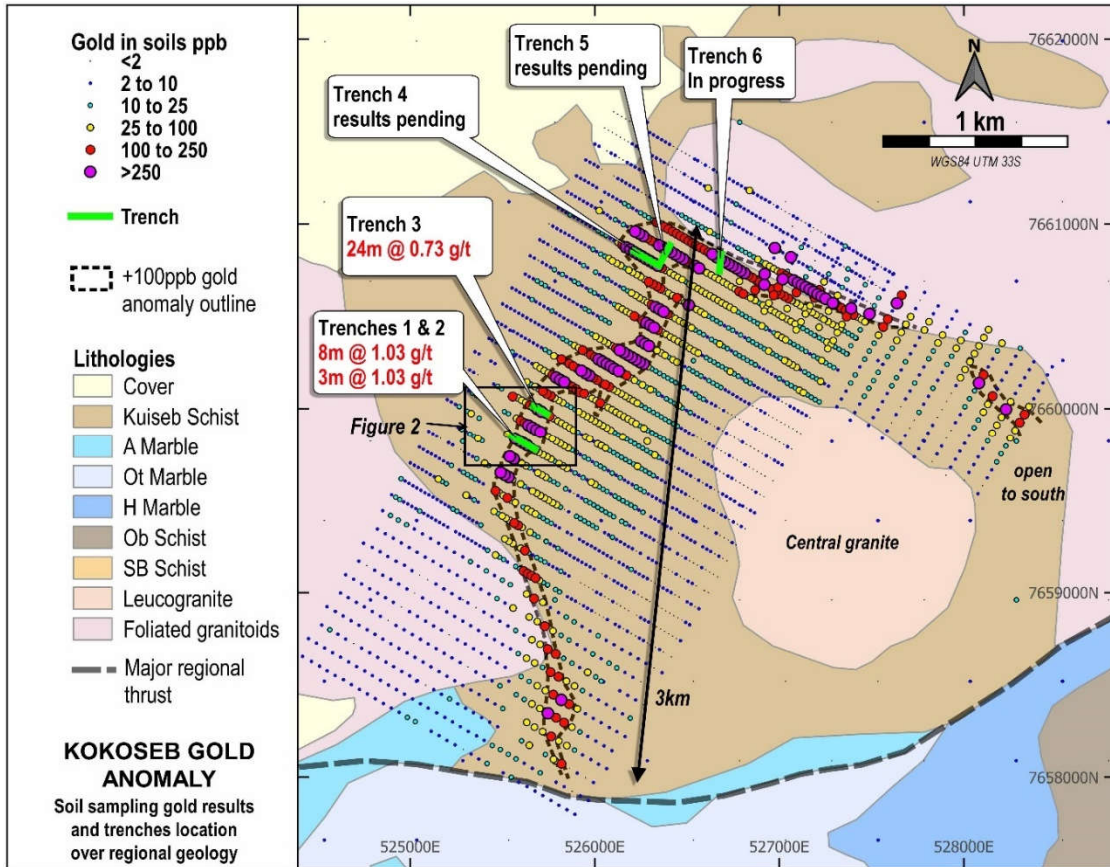 Gold in soils ppb
<2
2 to 10
10 to 25
25 to 100
100 to 250
>250
Trench
+100ppb gold
anomaly outline
Lithologies
Cover
Kuiseb Schist
A Marble
Ot Marble
H Marble
Ob Schist
SB Schist
Leucogranite
Foliated granitoids
Major regional
thrust
KOKOSEB GOLD
ANOMALY
Soil sampling gold results
and trenches location
over regional geology
Trench 5
results pending
Trench 6
In progress
Trench 4
results pending
Trench 3
24m @ 0.73 g/t
Trenches 1 & 2
8m @ 1.03 g/t
3m @ 1.03 g/t
Figure 2
N
1 km
WGS84 UTM 33S
7662000N
7661000N
7660000N
7659000N
7658000N
open
to south
Central granite
3km
525000E
526000E
527000E
528000E